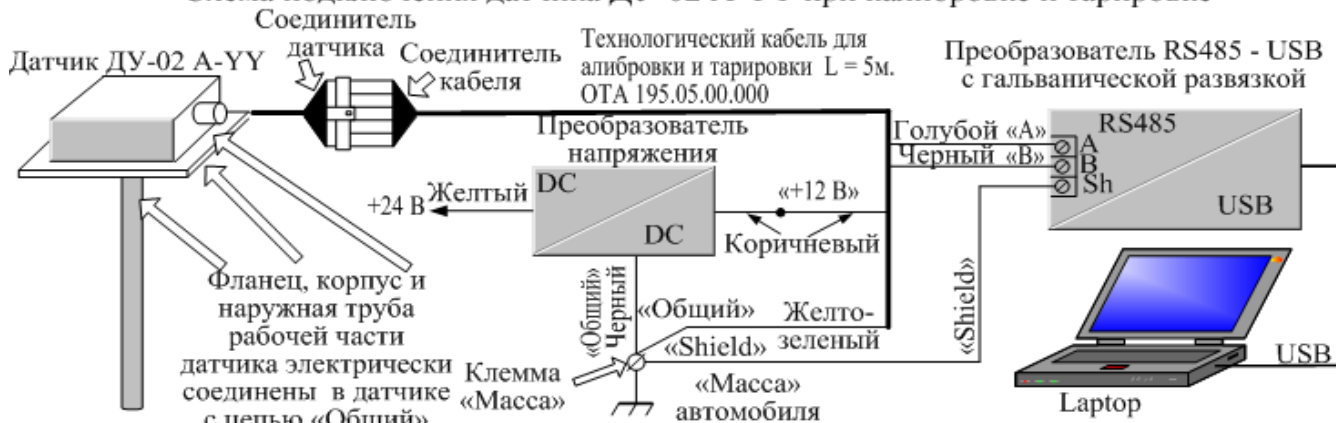 Датчик ДУ-02 A-YY
Соединитель
датчика
Соединитель
кабеля
Технологический кабель для
алибровки и тарировки L = 5м.
ОТА 195.05.00.000
Преобразователь RS485 - USB
с гальванической развязкой
Преобразователь
напряжения
DC
DC
+24 В
Желтый
«+12 В»
Коричневый
Голубой «А»
Черный «В»
RS485
A
B
Sh
USB
Фланец, корпус и
наружная труба
рабочей части
датчика электрически
соединены в датчике
с цепью «Общий»
«Общий»
Черный
«Общий»
Желто-
зеленый
«Shield»
«Shield»
Клемма
«Масса»
«Масса»
автомобиля
Laptop
USB